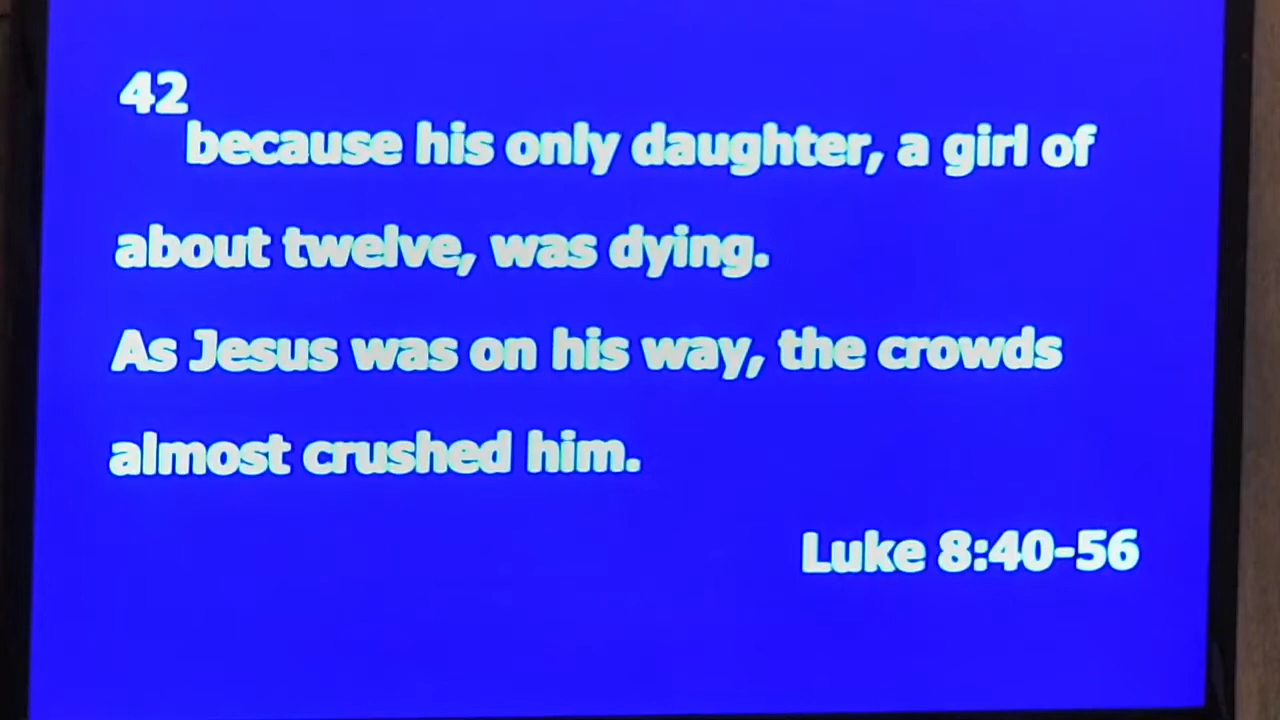 42
because his only daughter, a girl of
about twelve, was dying.
As Jesus was on his way, the crowds
almost crushed him.
Luke 8:40-56